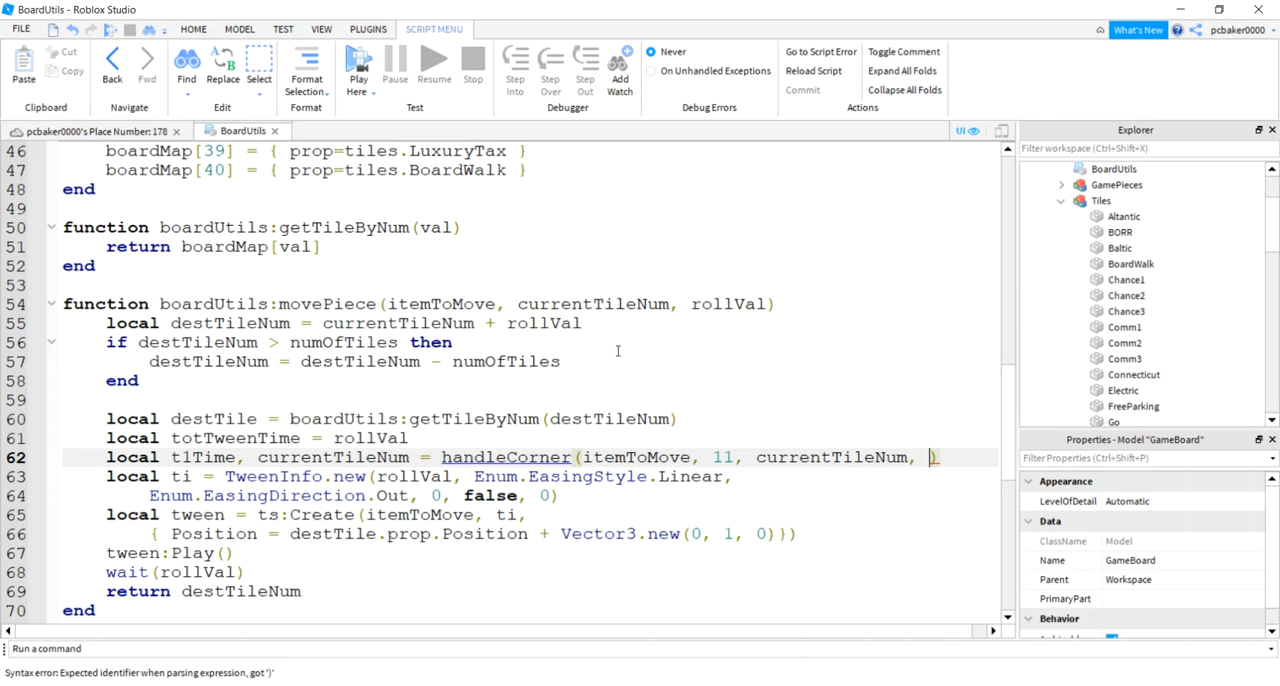 BoardUtils - Roblox Studio
FILE HOME MODEL TEST VIEW PLUGINS SCRIPT MENU What's New pcbaker0000
Paste Cut Copy Back Fwd Find Replace Select Format Selection Play Here Pause Resume Stop Step Into Step Over Step Out Add Watch
Never
On Unhandled Exceptions
Go to Script Error
Reload Script
Commit
Toggle Comment
Expand All Folds
Collapse All Folds
Clipboard Navigate Edit Format Test Debugger Debug Errors Actions
pcbaker0000's Place Number: 178 BoardUtils UI
46 boardMap[39] = { prop=tiles.LuxuryTax }
47 boardMap[40] = { prop=tiles.BoardWalk }
48 end
49
50 function boardUtils:getTileByNum(val)
51 return boardMap[val]
52 end
53
54 function boardUtils:movePiece(itemToMove, currentTileNum, rollVal)
55 local destTileNum = currentTileNum + rollVal
56 if destTileNum > numOfTiles then
57 destTileNum = destTileNum - numOfTiles
58 end
59
60 local destTile = boardUtils:getTileByNum(destTileNum)
61 local totTweenTime = rollVal
62 local t1Time, currentTileNum = handleCorner(itemToMove, 11, currentTileNum, )
63 local ti = TweenInfo.new(rollVal, Enum.EasingStyle.Linear,
64 Enum.EasingDirection.Out, 0, false, 0)
65 local tween = ts:Create(itemToMove, ti,
66 { Position = destTile.prop.Position + Vector3.new(0, 1, 0)})
67 tween:Play()
68 wait(rollVal)
69 return destTileNum
70 end
Explorer
Filter workspace (Ctrl+Shift+X)
BoardUtils
GamePieces
Tiles
Altantic
BORR
Baltic
BoardWalk
Chance1
Chance2
Chance3
Comm1
Comm2
Comm3
Connecticut
Electric
FreeParking
Go
Properties - Model "GameBoard"
Filter Properties (Ctrl+Shift+P)
Appearance
LevelOfDetail Automatic
Data
ClassName Model
Name GameBoard
Parent Workspace
PrimaryPart
Behavior
Run a command
Syntax error: Expected identifier when parsing expression, got ')'